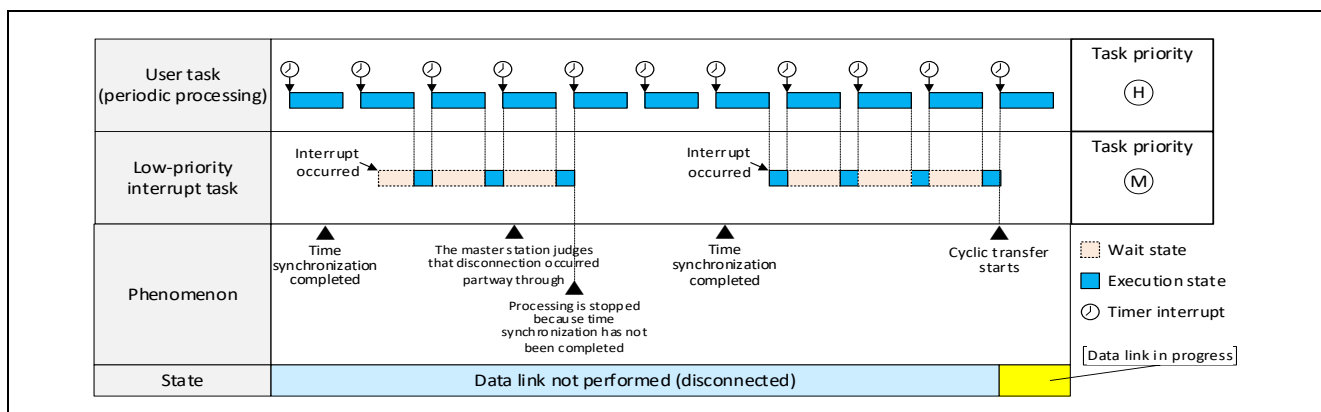 User task
(periodic processing)
Task priority
H
Low-priority
interrupt task
Interrupt
occurred
Interrupt
occurred
Task priority
M
Phenomenon
Time
synchronization
completed
The master station judges
that disconnection occurred
partway through
Processing is stopped
because time
synchronization has not
been completed
Time
synchronization
completed
Cyclic transfer
starts
Wait state
Execution state
Timer interrupt
[Data link in progress]
State
Data link not performed (disconnected)